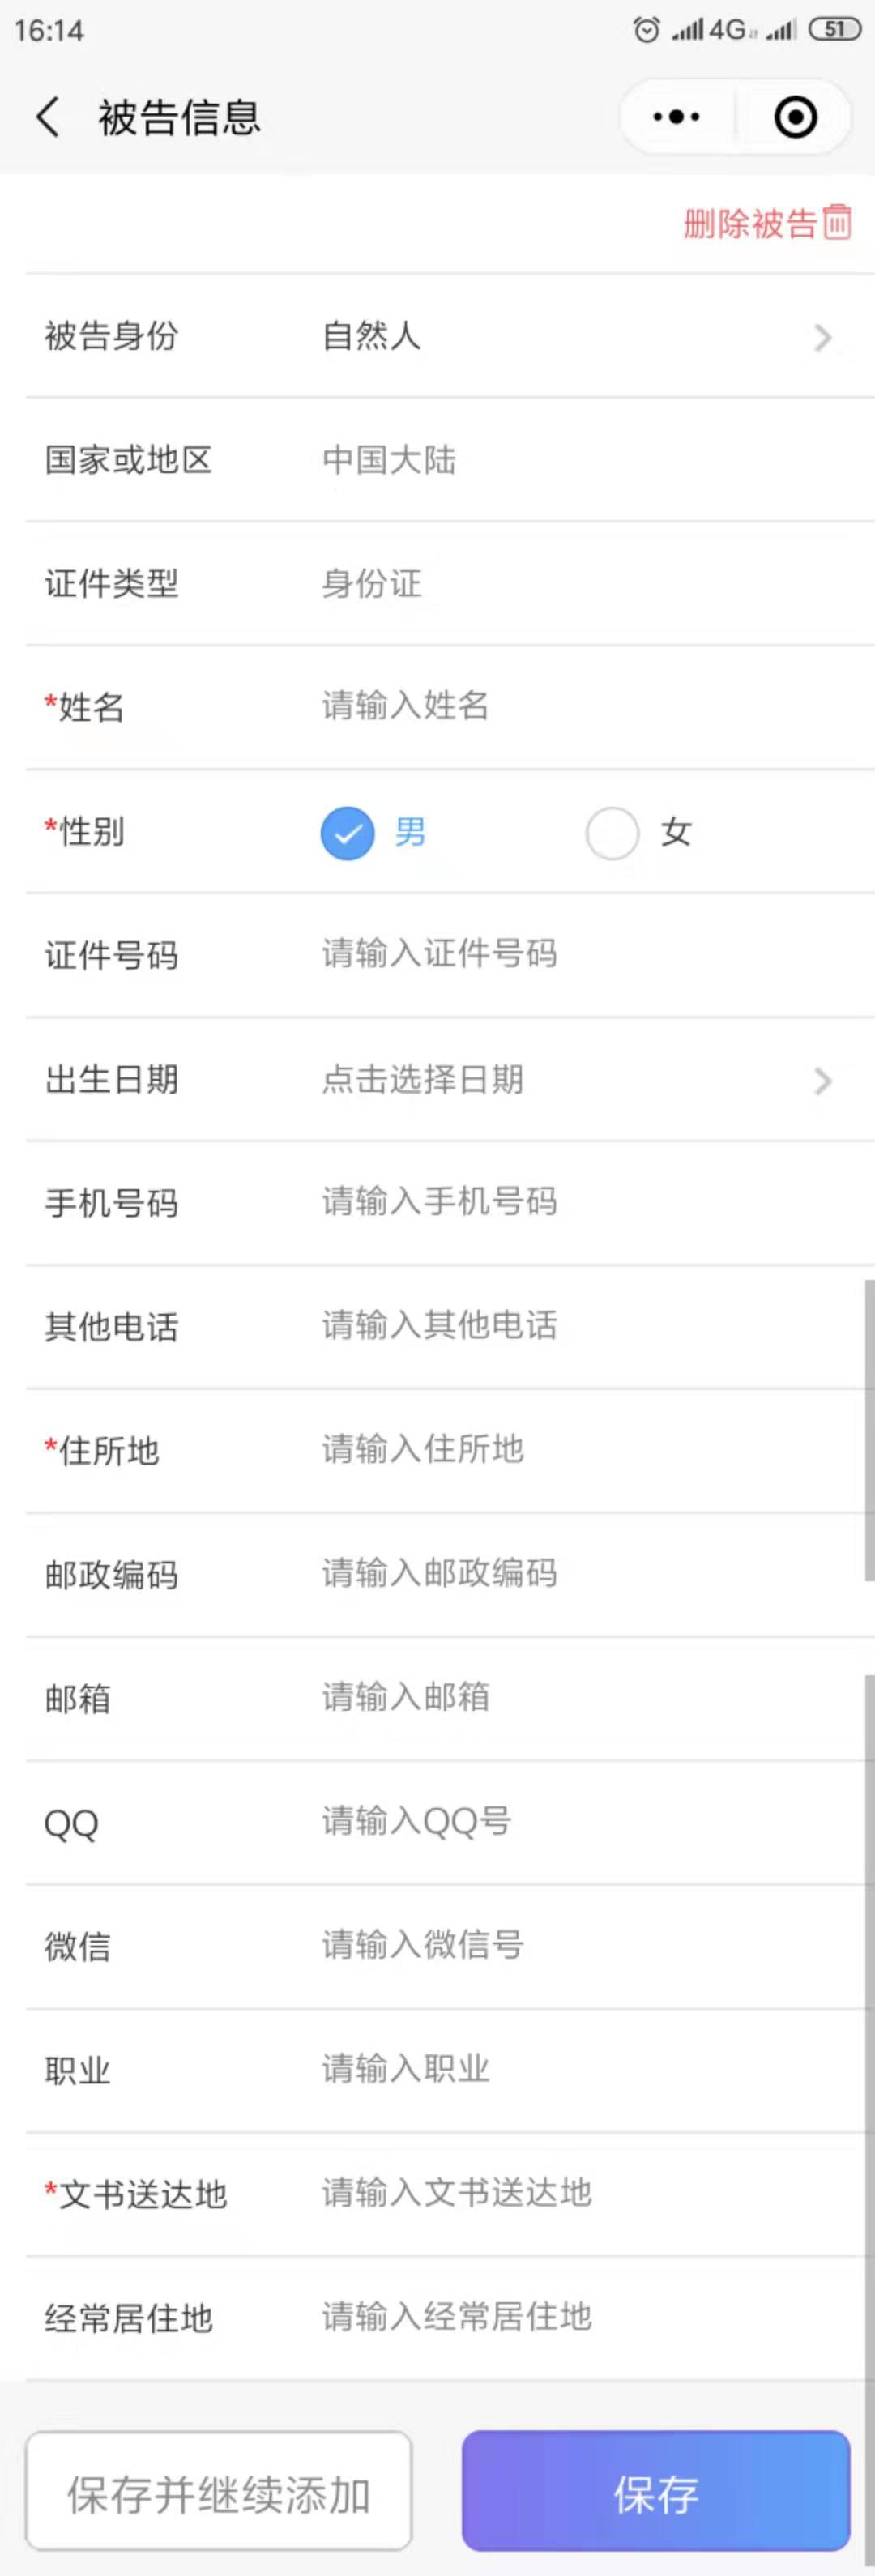 16:14 4G 51
被告信息
删除被告
被告身份 自然人
国家或地区 中国大陆
证件类型 身份证
*姓名 请输入姓名
*性别 男 女
证件号码 请输入证件号码
出生日期 点击选择日期
手机号码 请输入手机号码
其他电话 请输入其他电话
*住所地 请输入住所地
邮政编码 请输入邮政编码
邮箱 请输入邮箱
QQ 请输入QQ号
微信 请输入微信号
职业 请输入职业
*文书送达地 请输入文书送达地
经常居住地 请输入经常居住地
保存并继续添加 保存